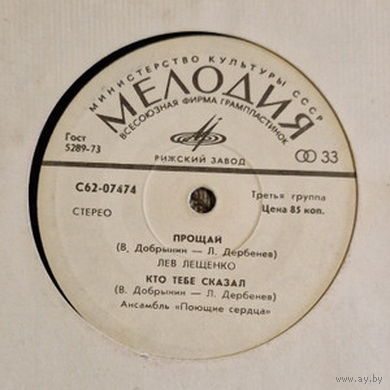 МИНИСТЕРСТВО КУЛЬТУРЫ СССР
МЕЛОДИЯ
ВСЕСОЮЗНАЯ ФИРМА ГРАМПЛАСТИНОК
Гост
5289-73
РИЖСКИЙ ЗАВОД
33
С62-07474
СТЕРЕО
Третья группа
Цена 85 коп.
ПРОЩАЙ
(В. Добрынин — Л. Дербенев)
ЛЕВ ЛЕЩЕНКО
КТО ТЕБЕ СКАЗАЛ
(В. Добрынин — Л. Дербенев)
Ансамбль «Поющие сердца»
www.ay.by